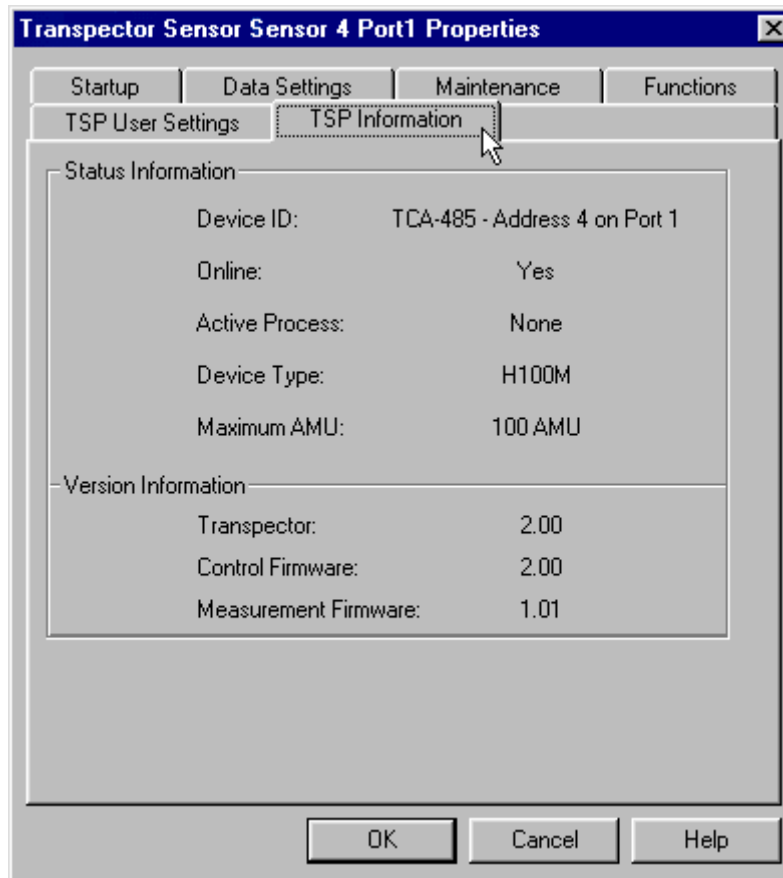 Transpector Sensor Sensor 4 Port1 Properties
Startup Data Settings Maintenance Functions
TSP User Settings TSP Information
Status Information
Device ID: TCA-485 - Address 4 on Port 1
Online: Yes
Active Process: None
Device Type: H100M
Maximum AMU: 100 AMU
Version Information
Transpector: 2.00
Control Firmware: 2.00
Measurement Firmware: 1.01
OK Cancel Help